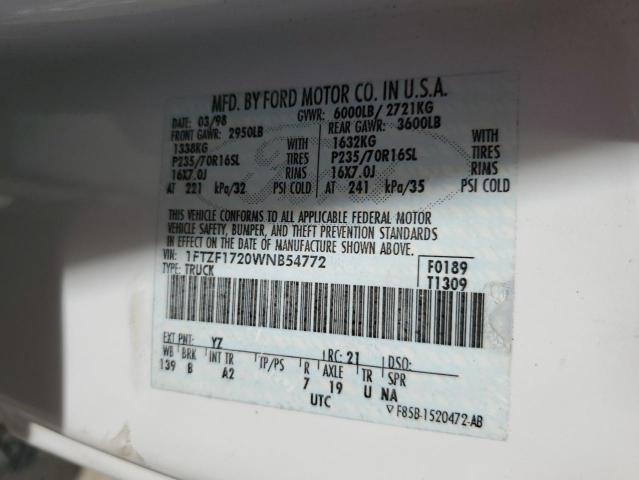 MFD. BY FORD MOTOR CO. IN U.S.A.
DATE: 03/98 GVWR: 6000LB/ 2721KG
FRONT GAWR: 2950LB REAR GAWR: 3600LB
1338KG WITH 1632KG WITH
P235/70R16SL TIRES P235/70R16SL TIRES
16X7.0J RIMS 16X7.0J RIMS
AT 221 kPa/32 PSI COLD AT 241 kPa/35 PSI COLD
THIS VEHICLE CONFORMS TO ALL APPLICABLE FEDERAL MOTOR
VEHICLE SAFETY, BUMPER, AND THEFT PREVENTION STANDARDS
IN EFFECT ON THE DATE OF MANUFACTURE SHOWN ABOVE.
VIN: 1FTZF1720WNB54772 F0189
TYPE: TRUCK T1309
EXT PNT: YZ RC: 21 DSO:
WB BRK INT TR TP/PS R AXLE TR SPR
139 B A2 7 19 U NA
UTC
F85B-1520472-AB